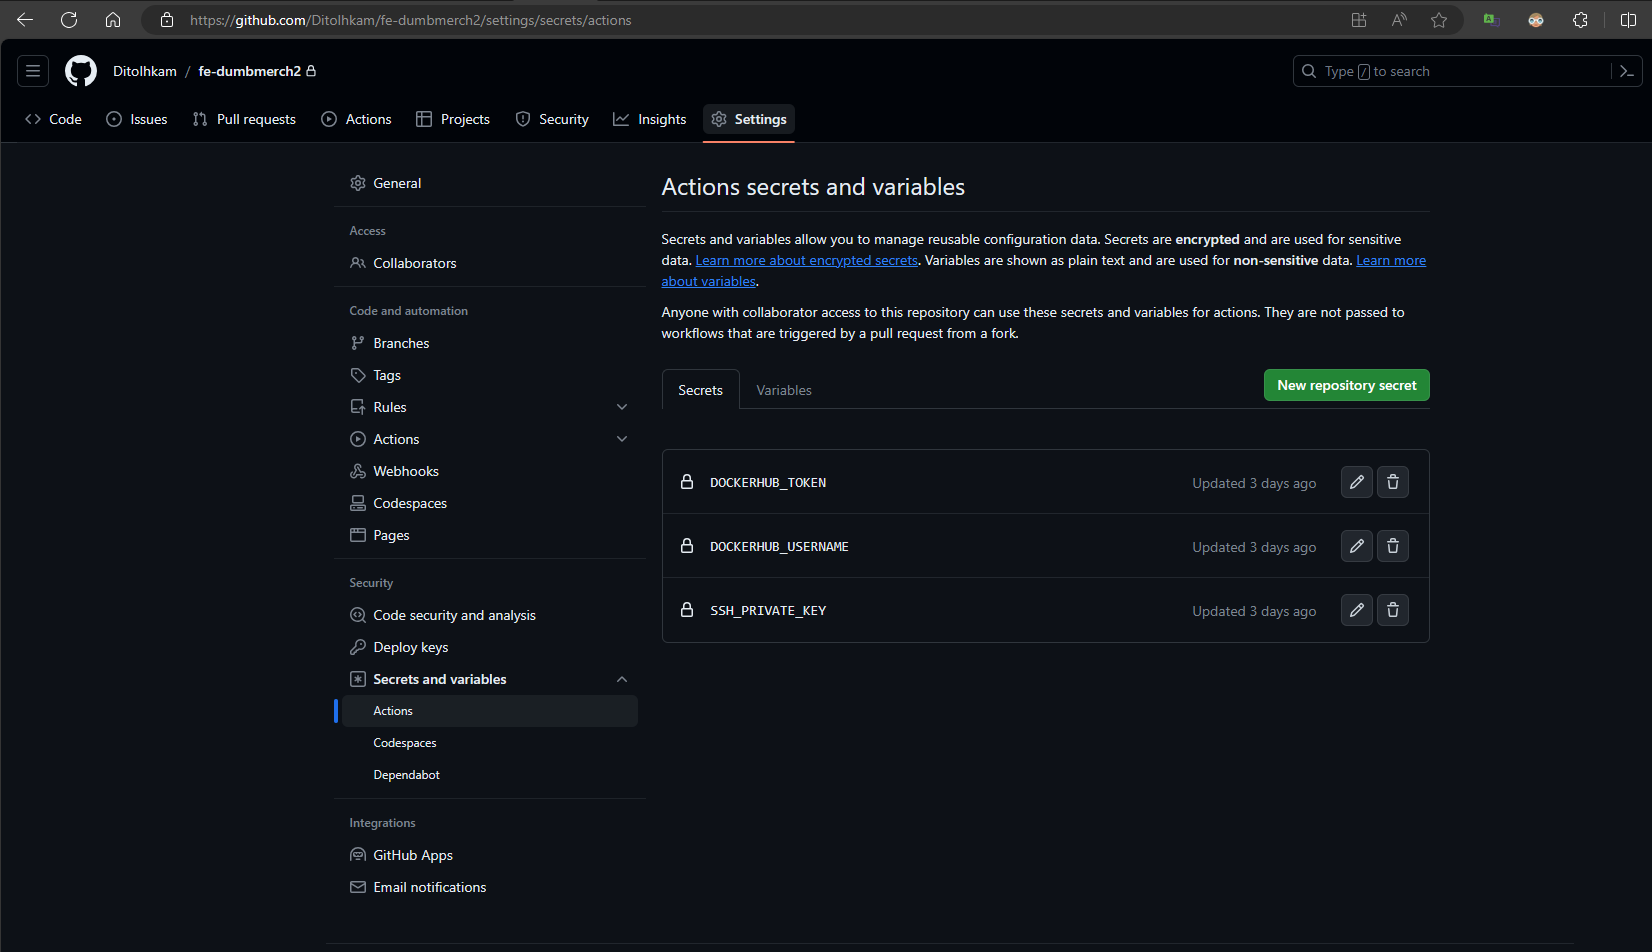 https://github.com/Ditolhkam/fe-dumbmerch2/settings/secrets/actions
Ditolhkam / fe-dumbmerch2
Type / to search
Code Issues Pull requests Actions Projects Security Insights Settings
General
Access
Collaborators
Code and automation
Branches
Tags
Rules
Actions
Webhooks
Codespaces
Pages
Security
Code security and analysis
Deploy keys
Secrets and variables
Actions
Codespaces
Dependabot
Integrations
GitHub Apps
Email notifications
Actions secrets and variables
Secrets and variables allow you to manage reusable configuration data. Secrets are encrypted and are used for sensitive
data. Learn more about encrypted secrets. Variables are shown as plain text and are used for non-sensitive data. Learn more
about variables.
Anyone with collaborator access to this repository can use these secrets and variables for actions. They are not passed to
workflows that are triggered by a pull request from a fork.
Secrets Variables New repository secret
DOCKERHUB_TOKEN Updated 3 days ago
DOCKERHUB_USERNAME Updated 3 days ago
SSH_PRIVATE_KEY Updated 3 days ago